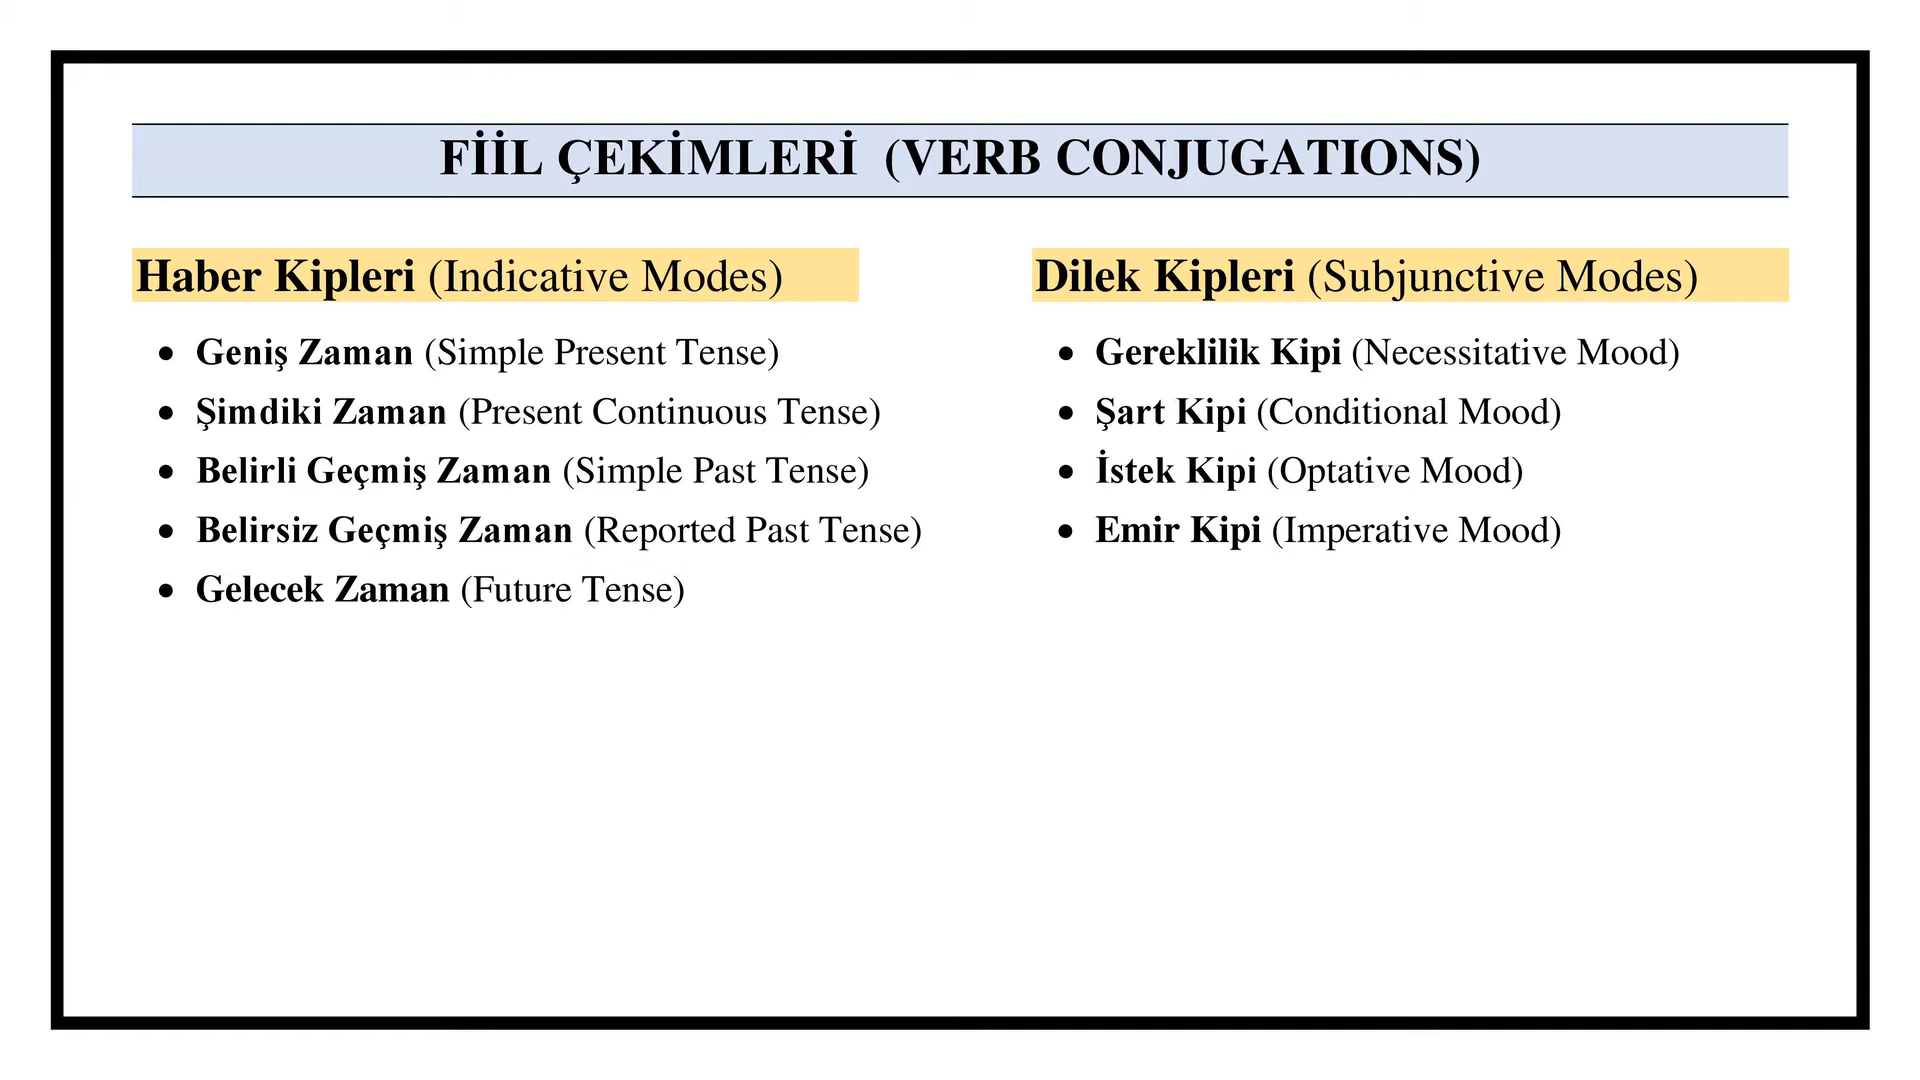 FİİL ÇEKİMLERİ (VERB CONJUGATIONS)
Haber Kipleri (Indicative Modes)
• Geniş Zaman (Simple Present Tense)
• Şimdiki Zaman (Present Continuous Tense)
• Belirli Geçmiş Zaman (Simple Past Tense)
• Belirsiz Geçmiş Zaman (Reported Past Tense)
• Gelecek Zaman (Future Tense)
Dilek Kipleri (Subjunctive Modes)
• Gereklilik Kipi (Necessitative Mood)
• Şart Kipi (Conditional Mood)
• İstek Kipi (Optative Mood)
• Emir Kipi (Imperative Mood)